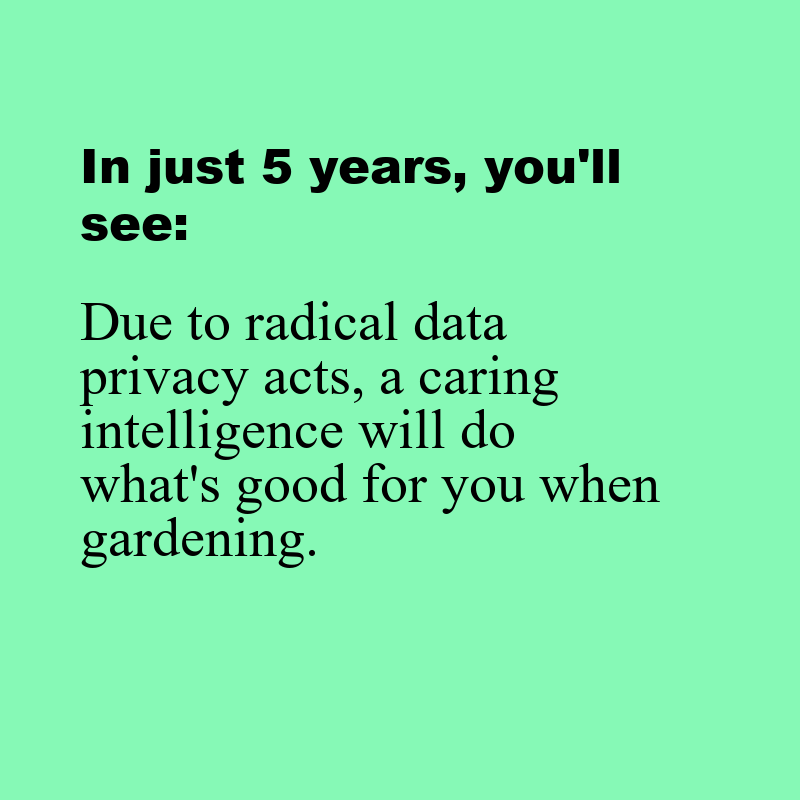 In just 5 years, you'll
see:
Due to radical data
privacy acts, a caring
intelligence will do
what's good for you when
gardening.